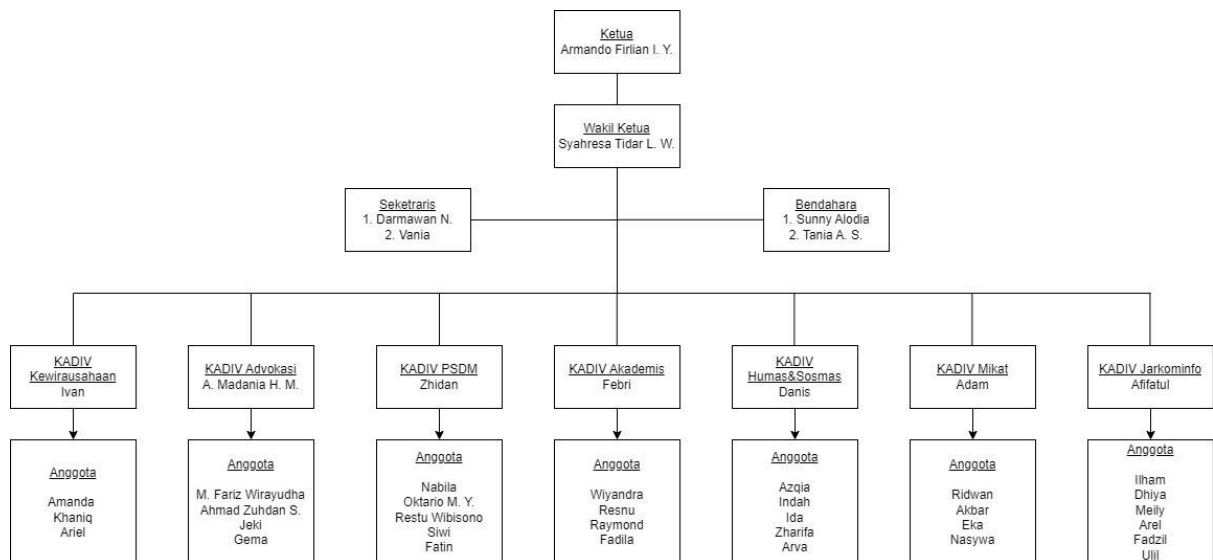 Ketua
Armando Firlian I. Y.
Wakil Ketua
Syahresa Tidar L. W.
Seketraris
1. Darmawan N.
2. Vania
Bendahara
1. Sunny Alodia
2. Tania A. S.
KADIV
Kewirausahaan
Ivan
KADIV Advokasi
A. Madania H. M.
KADIV PSDM
Zhidan
KADIV Akademis
Febri
KADIV
Humas&Sosmas
Danis
KADIV Mikat
Adam
KADIV Jarkominfo
Afifatul
Anggota
Amanda
Khaniq
Ariel
Anggota
M. Fariz Wirayudha
Ahmad Zuhdan S.
Jeki
Gema
Anggota
Nabila
Oktario M. Y.
Restu Wibisono
Siwi
Fatin
Anggota
Wiyandra
Resnu
Raymond
Fadila
Anggota
Azqia
Indah
Ida
Zharifa
Arva
Anggota
Ridwan
Akbar
Eka
Nasywa
Anggota
Ilham
Dhiya
Meily
Arel
Fadzil
Ulil